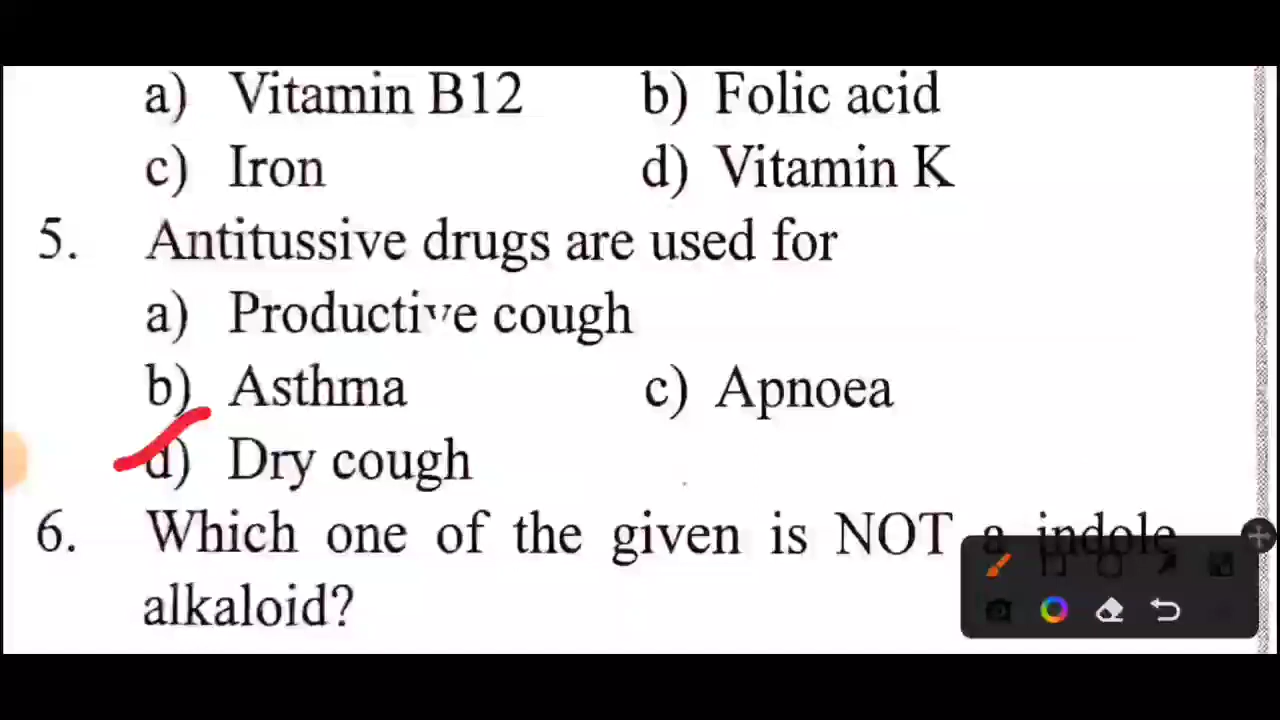 a) Vitamin B12 b) Folic acid
c) Iron d) Vitamin K
5. Antitussive drugs are used for
a) Productive cough
b) Asthma c) Apnoea
d) Dry cough
6. Which one of the given is NOT a indole
alkaloid?